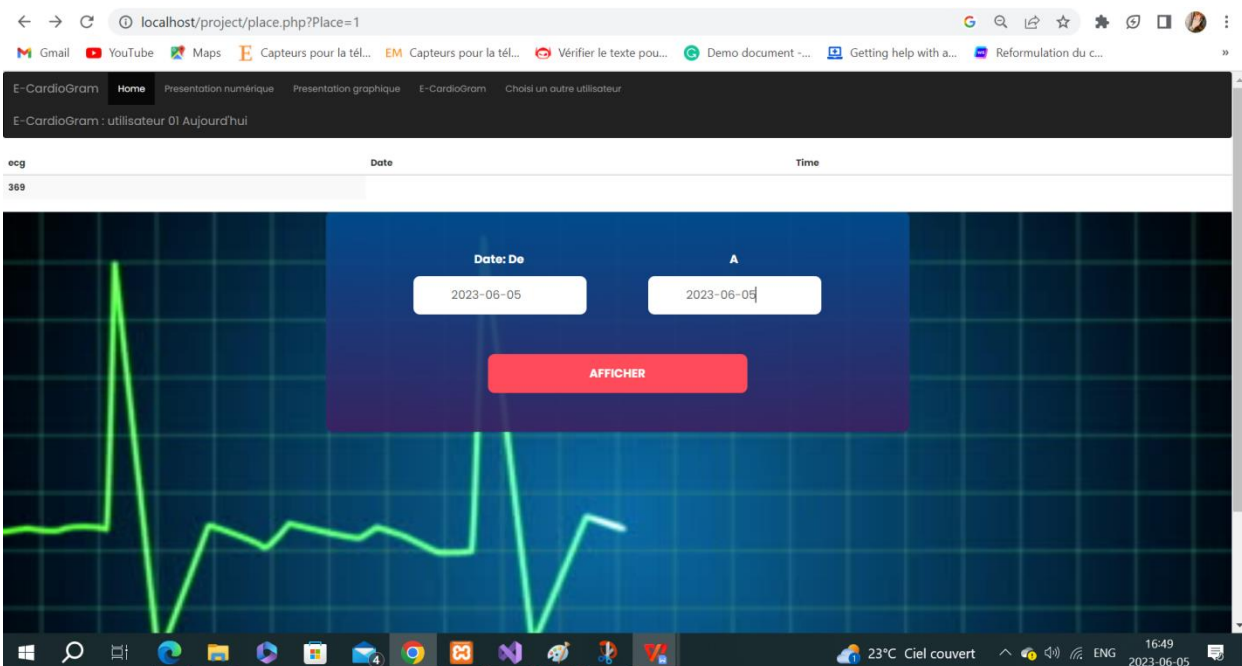 localhost/project/place.php?Place=1
Gmail YouTube Maps Capteurs pour la tél... EM Capteurs pour la tél... Vérifier le texte pou... Demo document -... Getting help with a... Reformulation du c... »
E-CardioGram Home Presentation numérique Presentation graphique E-CardioGram Choisi un autre utilisateur
E-CardioGram : utilisateur 01 Aujourd'hui
ecg Date Time
369
Date: De A
2023-06-05 2023-06-05
AFFICHER
4 23°C Ciel couvert ENG 16:49
2023-06-05